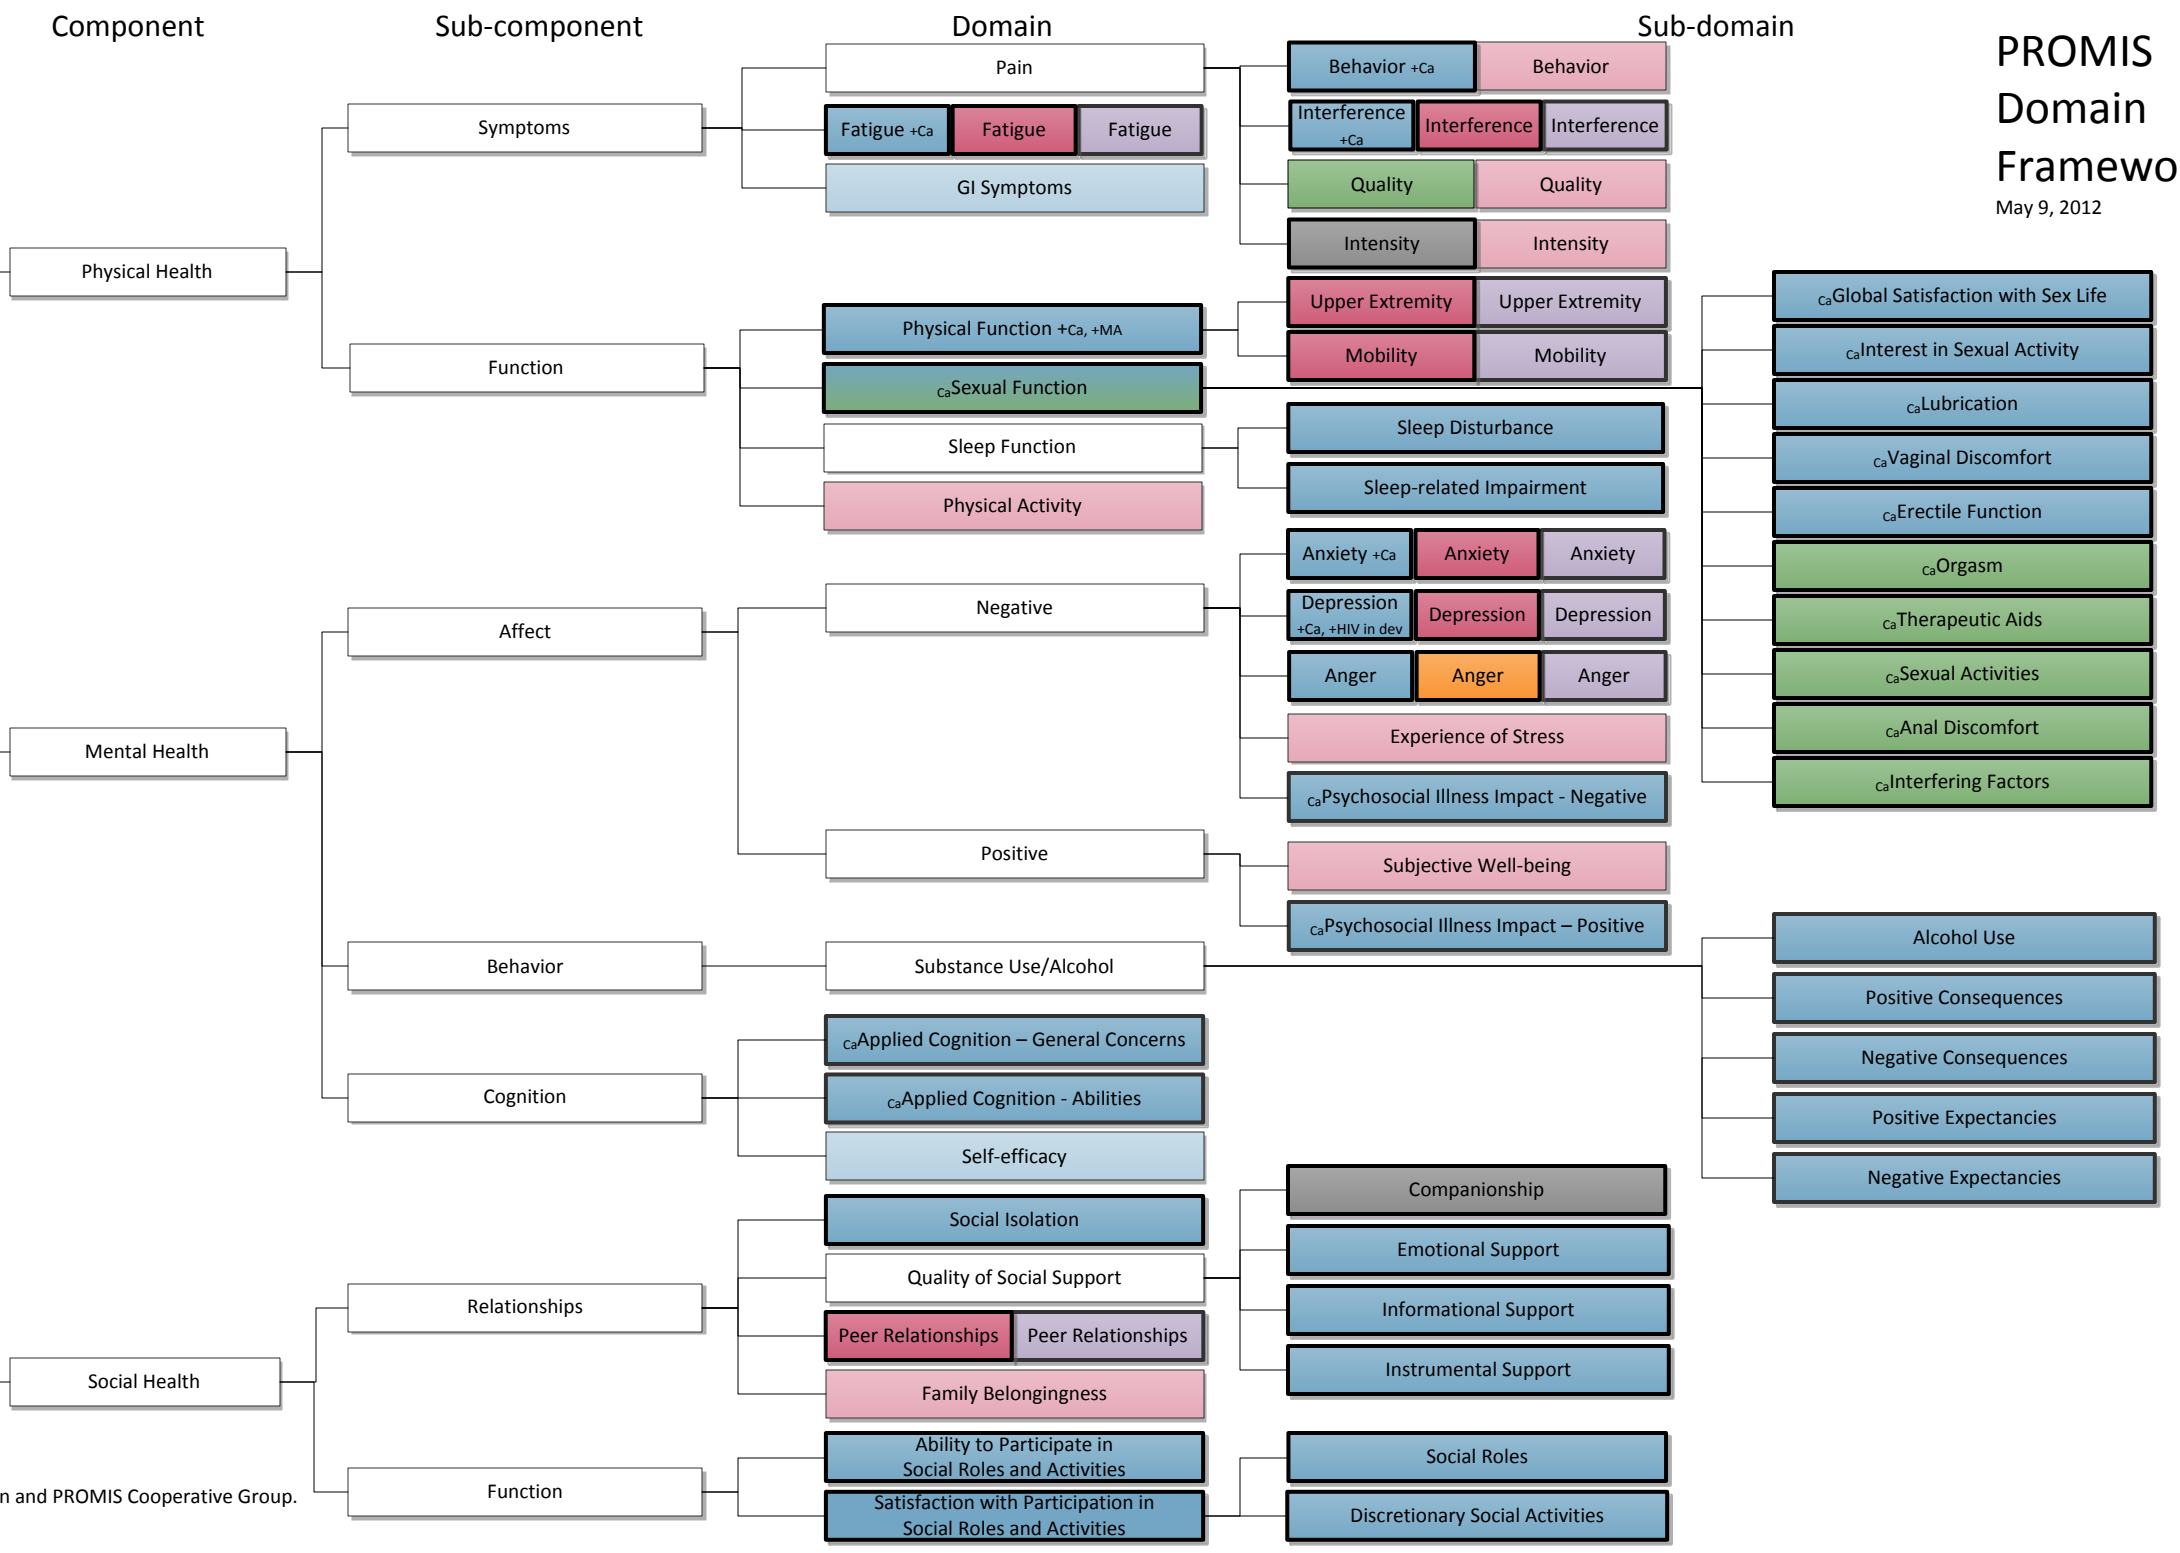 Component
Sub-component
Domain
Sub-domain
PROMIS
Domain
Framewo
May 9, 2012
Physical Health
Symptoms
Pain
Behavior +Ca
Behavior
Interference
+Ca
Interference
Interference
Quality
Quality
Intensity
Intensity
Fatigue +Ca
Fatigue
Fatigue
GI Symptoms
Function
Physical Function +Ca, +MA
Upper Extremity
Upper Extremity
Mobility
Mobility
CaSexual Function
CaGlobal Satisfaction with Sex Life
CaInterest in Sexual Activity
CaLubrication
CaVaginal Discomfort
CaErectile Function
CaOrgasm
CaTherapeutic Aids
CaSexual Activities
CaAnal Discomfort
CaInterfering Factors
Sleep Function
Sleep Disturbance
Sleep-related Impairment
Physical Activity
Mental Health
Affect
Negative
Anxiety +Ca
Anxiety
Anxiety
Depression
+Ca, +HIV in dev
Depression
Depression
Anger
Anger
Anger
Experience of Stress
CaPsychosocial Illness Impact - Negative
Positive
Subjective Well-being
CaPsychosocial Illness Impact – Positive
Behavior
Substance Use/Alcohol
Alcohol Use
Positive Consequences
Negative Consequences
Positive Expectancies
Negative Expectancies
Cognition
CaApplied Cognition – General Concerns
CaApplied Cognition - Abilities
Self-efficacy
Social Health
Relationships
Social Isolation
Quality of Social Support
Companionship
Emotional Support
Informational Support
Instrumental Support
Peer Relationships
Peer Relationships
Family Belongingness
Function
Ability to Participate in
Social Roles and Activities
Satisfaction with Participation in
Social Roles and Activities
Social Roles
Discretionary Social Activities
n and PROMIS Cooperative Group.